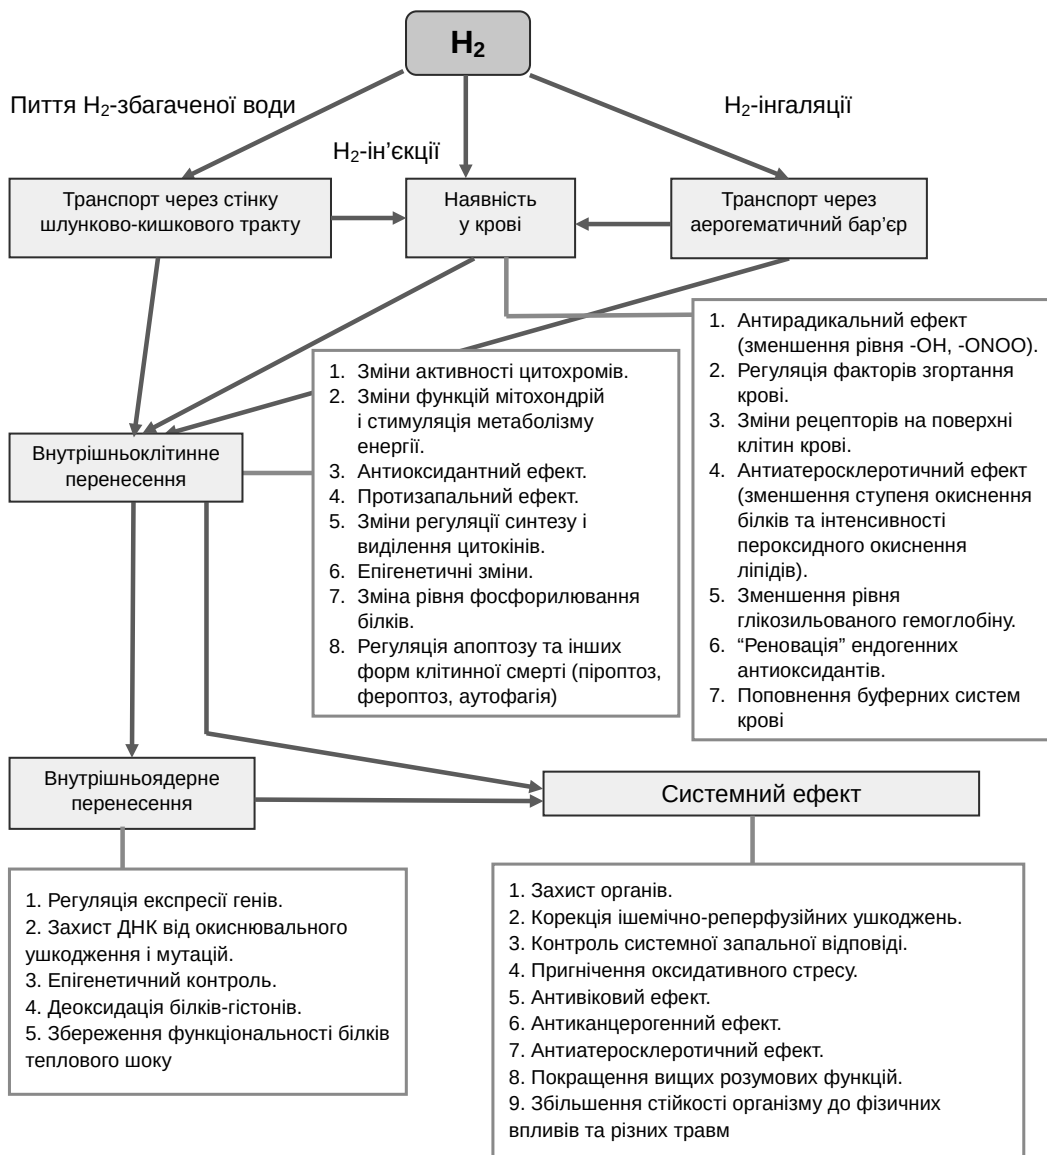 H₂
Пиття H₂-збагаченої води
H₂-інгаляції
H₂-ін’єкції
Транспорт через стінку
шлунково-кишкового тракту
Наявність
у крові
Транспорт через
аерогематичний бар’єр
1. Антирадикальний ефект
(зменшення рівня -OH, -ONOO).
2. Регуляція факторів згортання
крові.
3. Зміни рецепторів на поверхні
клітин крові.
4. Антиатеросклеротичний ефект
(зменшення ступеня окиснення
білків та інтенсивності
пероксидного окиснення
ліпідів).
5. Зменшення рівня
глікозильованого гемоглобіну.
6. “Реновація” ендогенних
антиоксидантів.
7. Поповнення буферних систем
крові
1. Зміни активності цитохромів.
2. Зміни функцій мітохондрій
і стимуляція метаболізму
енергії.
3. Антиоксидантний ефект.
4. Протизапальний ефект.
5. Зміни регуляції синтезу і
виділення цитокінів.
6. Епігенетичні зміни.
7. Зміна рівня фосфорилювання
білків.
8. Регуляція апоптозу та інших
форм клітинної смерті (піроптоз,
фероптоз, аутофагія)
Внутрішньоклітинне
перенесення
Внутрішньоядерне
перенесення
Системний ефект
1. Регуляція експресії генів.
2. Захист ДНК від окиснювального
ушкодження і мутацій.
3. Епігенетичний контроль.
4. Деоксидація білків-гістонів.
5. Збереження функціональності білків
теплового шоку
1. Захист органів.
2. Корекція ішемічно-реперфузійних ушкоджень.
3. Контроль системної запальної відповіді.
4. Пригнічення оксидативного стресу.
5. Антивіковий ефект.
6. Антиканцерогенний ефект.
7. Антиатеросклеротичний ефект.
8. Покращення вищих розумових функцій.
9. Збільшення стійкості організму до фізичних
впливів та різних травм